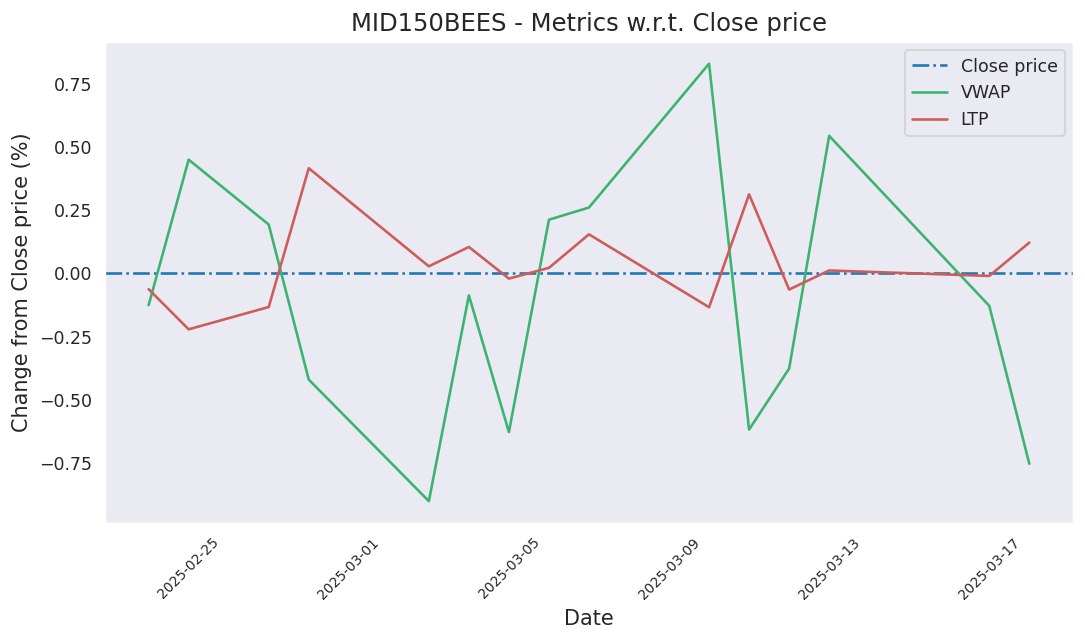 MID150BEES - Metrics w.r.t. Close price
Close price
VWAP
LTP
Change from Close price (%)
0.75
0.50
0.25
0.00
−0.25
−0.50
−0.75
2025-02-25
2025-03-01
2025-03-05
2025-03-09
2025-03-13
2025-03-17
Date